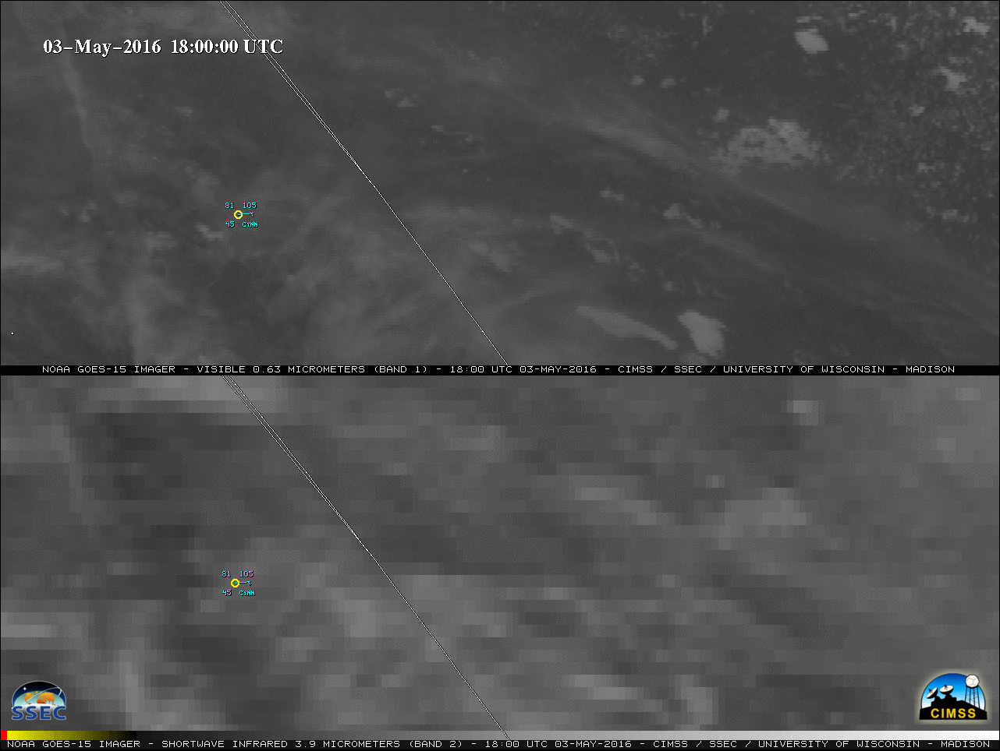 03-May-2016 18:00:00 UTC
81 105
45 CYNN
NOAA GOES-15 IMAGER - VISIBLE 0.63 MICROMETERS (BAND 1) - 18:00 UTC 03-MAY-2016 - CIMSS / SSEC / UNIVERSITY OF WISCONSIN - MADISON
81 105
45 CYNN
SSEC
CIMSS
NOAA GOES-15 IMAGER - SHORTWAVE INFRARED 3.9 MICROMETERS (BAND 2) - 18:00 UTC 03-MAY-2016 - CIMSS / SSEC / UNIVERSITY OF WISCONSIN - MADISON